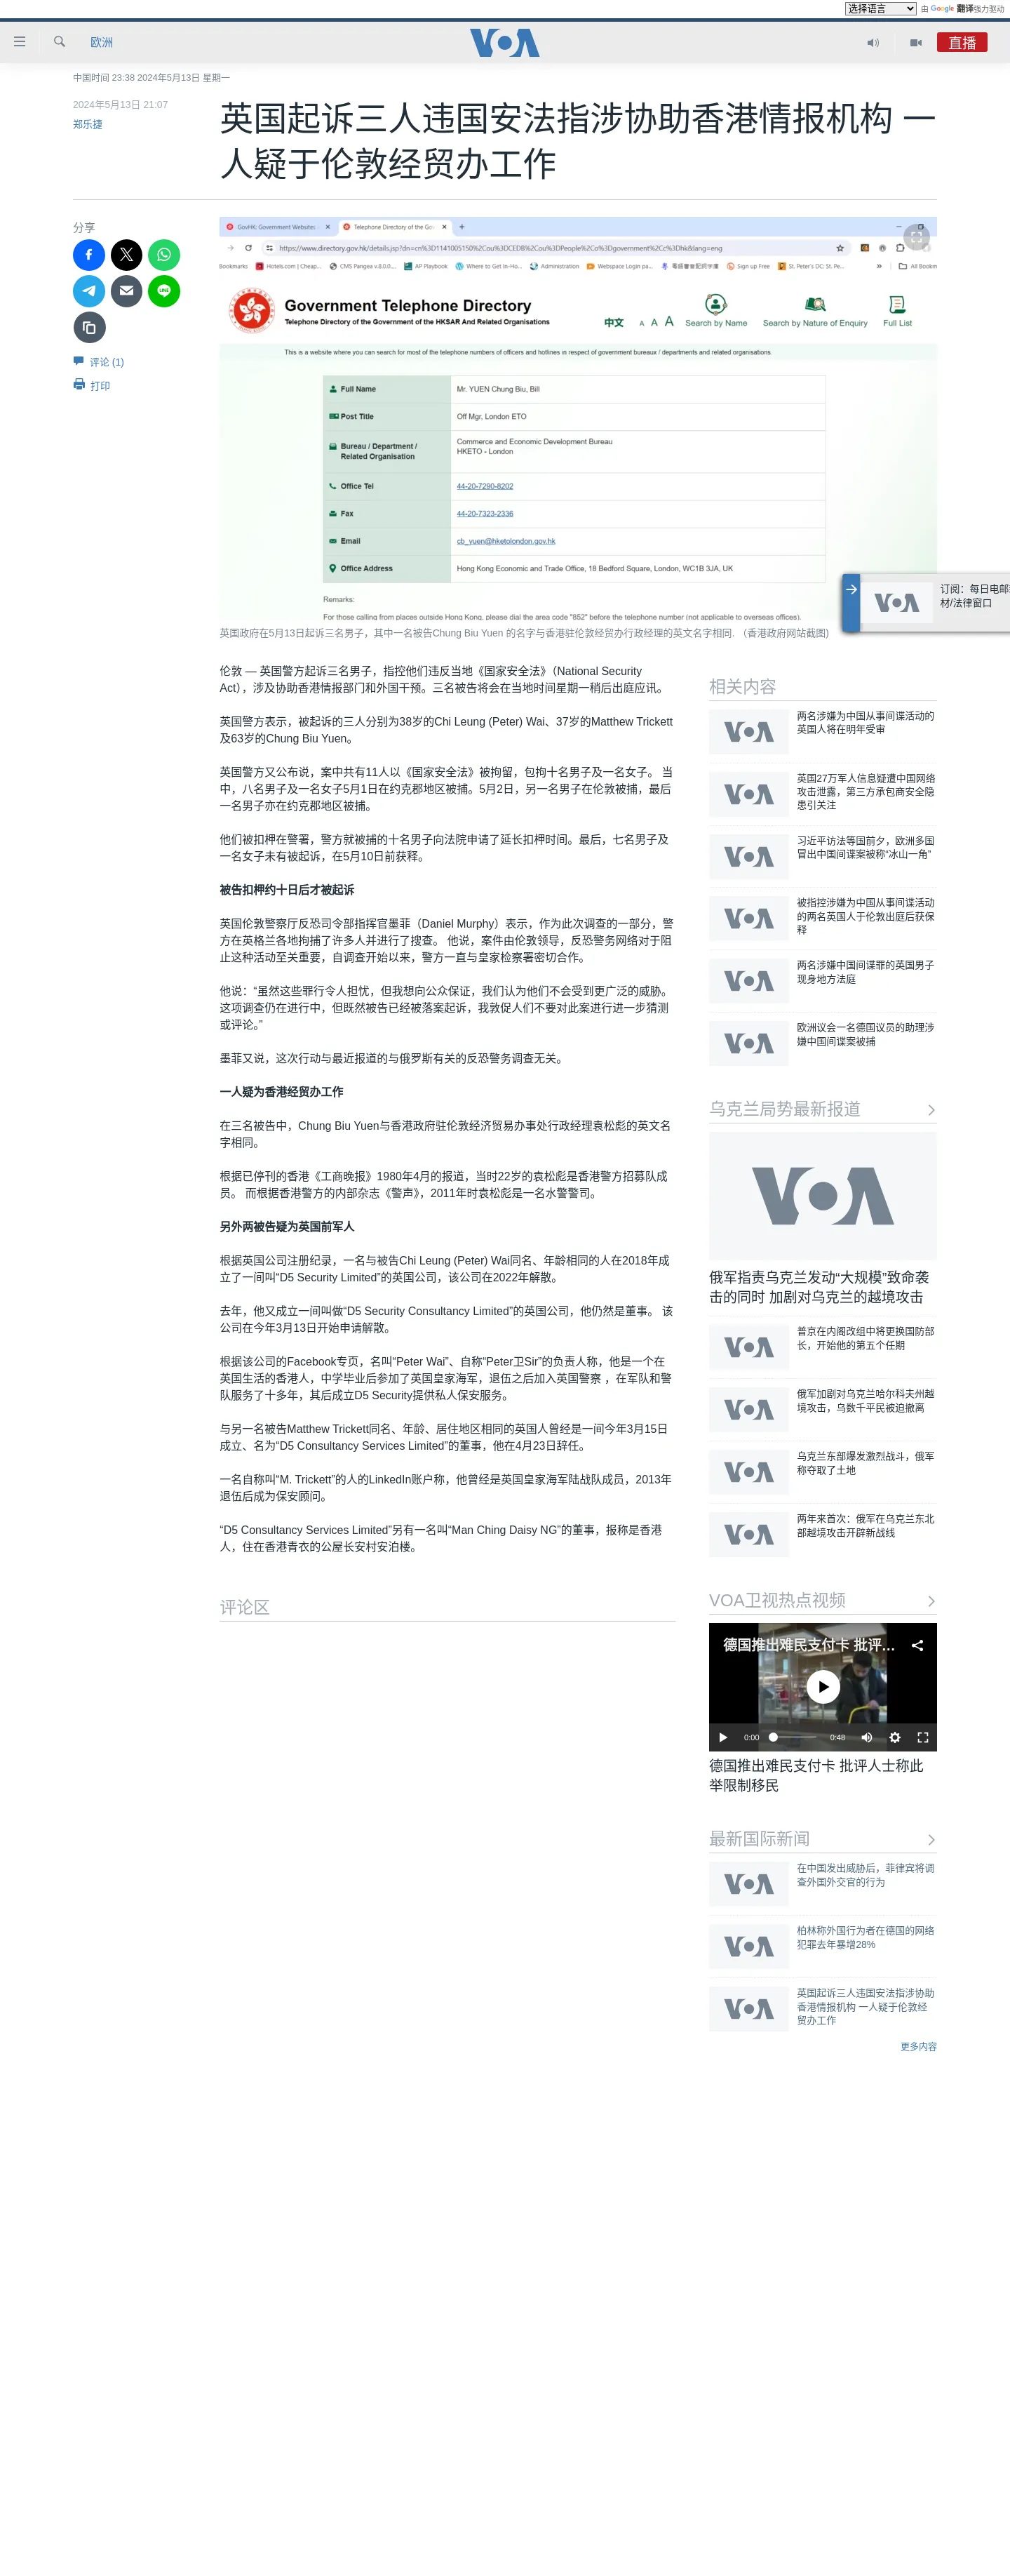 选择语言 由 Google 翻译强力驱动
欧洲
VOA
直播
中国时间 23:38 2024年5月13日 星期一
2024年5月13日 21:07
郑乐捷
英国起诉三人违国安法指涉协助香港情报机构 一
人疑于伦敦经贸办工作
分享
评论 (1)
打印
GovHK: Government Websites
Telephone Directory of the Go
https://www.directory.gov.hk/details.jsp?dn=cn%3D1141005150%2Cou%3DCEDB%2Cou%3DPeople%2Co%3Dgovernment%2Cc%3Dhk&lang=eng
Bookmarks Hotels.com | Cheap... CMS Pangea v.8.0.0.... AP Playbook Where to Get In-Ho... Administration Webspace Login pa... Sign up Free St. Peter's DC: St. Pe... » All Bookm
Government Telephone Directory
Telephone Directory of the Government of the HKSAR And Related Organisations
中文 A A A Search by Name Search by Nature of Enquiry Full List
This is a website where you can search for most of the telephone numbers of officers and hotlines in respect of government bureaux / departments and related organisations.
Full Name Mr. YUEN Chung Biu, Bill
Post Title Off Mgr, London ETO
Bureau / Department /
Related Organisation
Commerce and Economic Development Bureau
HKETO - London
Office Tel 44-20-7290-8202
Fax 44-20-7323-2336
Email cb_yuen@hketolondon.gov.hk
Office Address Hong Kong Economic and Trade Office, 18 Bedford Square, London, WC1B 3JA, UK
Remarks:
For those calling from places outside Hong Kong, please dial the area code "852" before the telephone number (not applicable to overseas offices).
英国政府在5月13日起诉三名男子，其中一名被告Chung Biu Yuen 的名字与香港驻伦敦经贸办行政经理的英文名字相同. （香港政府网站截图)
VOA
订阅：每日电邮
材/法律窗口
伦敦 — 英国警方起诉三名男子，指控他们违反当地《国家安全法》（National Security
Act），涉及协助香港情报部门和外国干预。三名被告将会在当地时间星期一稍后出庭应讯。
英国警方表示，被起诉的三人分别为38岁的Chi Leung (Peter) Wai、37岁的Matthew Trickett
及63岁的Chung Biu Yuen。
英国警方又公布说，案中共有11人以《国家安全法》被拘留，包拘十名男子及一名女子。 当
中，八名男子及一名女子5月1日在约克郡地区被捕。5月2日，另一名男子在伦敦被捕，最后
一名男子亦在约克郡地区被捕。
他们被扣柙在警署，警方就被捕的十名男子向法院申请了延长扣柙时间。最后，七名男子及
一名女子未有被起诉，在5月10日前获释。
被告扣柙约十日后才被起诉
英国伦敦警察厅反恐司令部指挥官墨菲（Daniel Murphy）表示，作为此次调查的一部分，警
方在英格兰各地拘捕了许多人并进行了搜查。 他说，案件由伦敦领导，反恐警务网络对于阻
止这种活动至关重要，自调查开始以来，警方一直与皇家检察署密切合作。
他说：“虽然这些罪行令人担忧，但我想向公众保证，我们认为他们不会受到更广泛的威胁。
这项调查仍在进行中，但既然被告已经被落案起诉，我敦促人们不要对此案进行进一步猜测
或评论。”
墨菲又说，这次行动与最近报道的与俄罗斯有关的反恐警务调查无关。
一人疑为香港经贸办工作
在三名被告中，Chung Biu Yuen与香港政府驻伦敦经济贸易办事处行政经理袁松彪的英文名
字相同。
根据已停刊的香港《工商晚报》1980年4月的报道，当时22岁的袁松彪是香港警方招募队成
员。 而根据香港警方的内部杂志《警声》，2011年时袁松彪是一名水警警司。
另外两被告疑为英国前军人
根据英国公司注册纪录，一名与被告Chi Leung (Peter) Wai同名、年龄相同的人在2018年成
立了一间叫“D5 Security Limited”的英国公司，该公司在2022年解散。
去年，他又成立一间叫做“D5 Security Consultancy Limited”的英国公司，他仍然是董事。 该
公司在今年3月13日开始申请解散。
根据该公司的Facebook专页，名叫“Peter Wai”、自称“Peter卫Sir”的负责人称，他是一个在
英国生活的香港人，中学毕业后参加了英国皇家海军，退伍之后加入英国警察 ，在军队和警
队服务了十多年，其后成立D5 Security提供私人保安服务。
与另一名被告Matthew Trickett同名、年龄、居住地区相同的英国人曾经是一间今年3月15日
成立、名为“D5 Consultancy Services Limited”的董事，他在4月23日辞任。
一名自称叫“M. Trickett”的人的LinkedIn账户称，他曾经是英国皇家海军陆战队成员，2013年
退伍后成为保安顾问。
“D5 Consultancy Services Limited”另有一名叫“Man Ching Daisy NG”的董事，报称是香港
人，住在香港青衣的公屋长安村安泊楼。
评论区
相关内容
VOA
两名涉嫌为中国从事间谍活动的
英国人将在明年受审
VOA
英国27万军人信息疑遭中国网络
攻击泄露，第三方承包商安全隐
患引关注
VOA
习近平访法等国前夕，欧洲多国
冒出中国间谍案被称“冰山一角”
VOA
被指控涉嫌为中国从事间谍活动
的两名英国人于伦敦出庭后获保
释
VOA
两名涉嫌中国间谍罪的英国男子
现身地方法庭
VOA
欧洲议会一名德国议员的助理涉
嫌中国间谍案被捕
乌克兰局势最新报道
VOA
俄军指责乌克兰发动“大规模”致命袭
击的同时 加剧对乌克兰的越境攻击
VOA
普京在内阁改组中将更换国防部
长，开始他的第五个任期
VOA
俄军加剧对乌克兰哈尔科夫州越
境攻击，乌数千平民被迫撤离
VOA
乌克兰东部爆发激烈战斗，俄军
称夺取了土地
VOA
两年来首次：俄军在乌克兰东北
部越境攻击开辟新战线
VOA卫视热点视频
德国推出难民支付卡 批评...
0:00 0:48
德国推出难民支付卡 批评人士称此
举限制移民
最新国际新闻
VOA
在中国发出威胁后，菲律宾将调
查外国外交官的行为
VOA
柏林称外国行为者在德国的网络
犯罪去年暴增28%
VOA
英国起诉三人违国安法指涉协助
香港情报机构 一人疑于伦敦经
贸办工作
更多内容